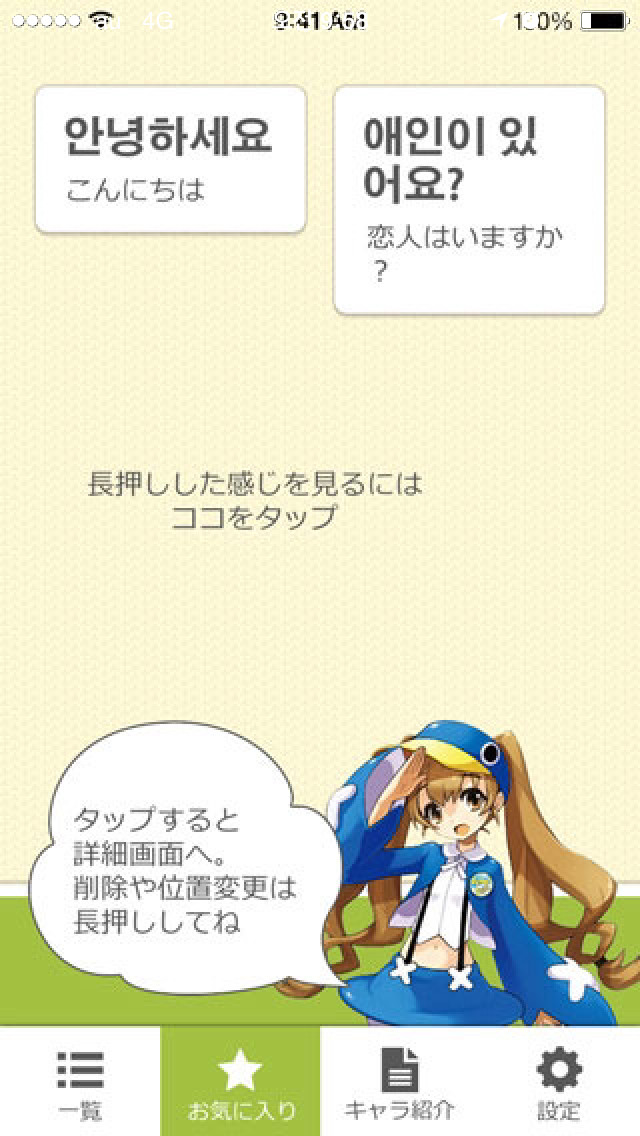 9:41 AM
안녕하세요
こんにちは
애인이 있
어요?
恋人はいますか
？
長押しした感じを見るには
ココをタップ
タップすると
詳細画面へ。
削除や位置変更は
長押ししてね
一覧
お気に入り
キャラ紹介
設定